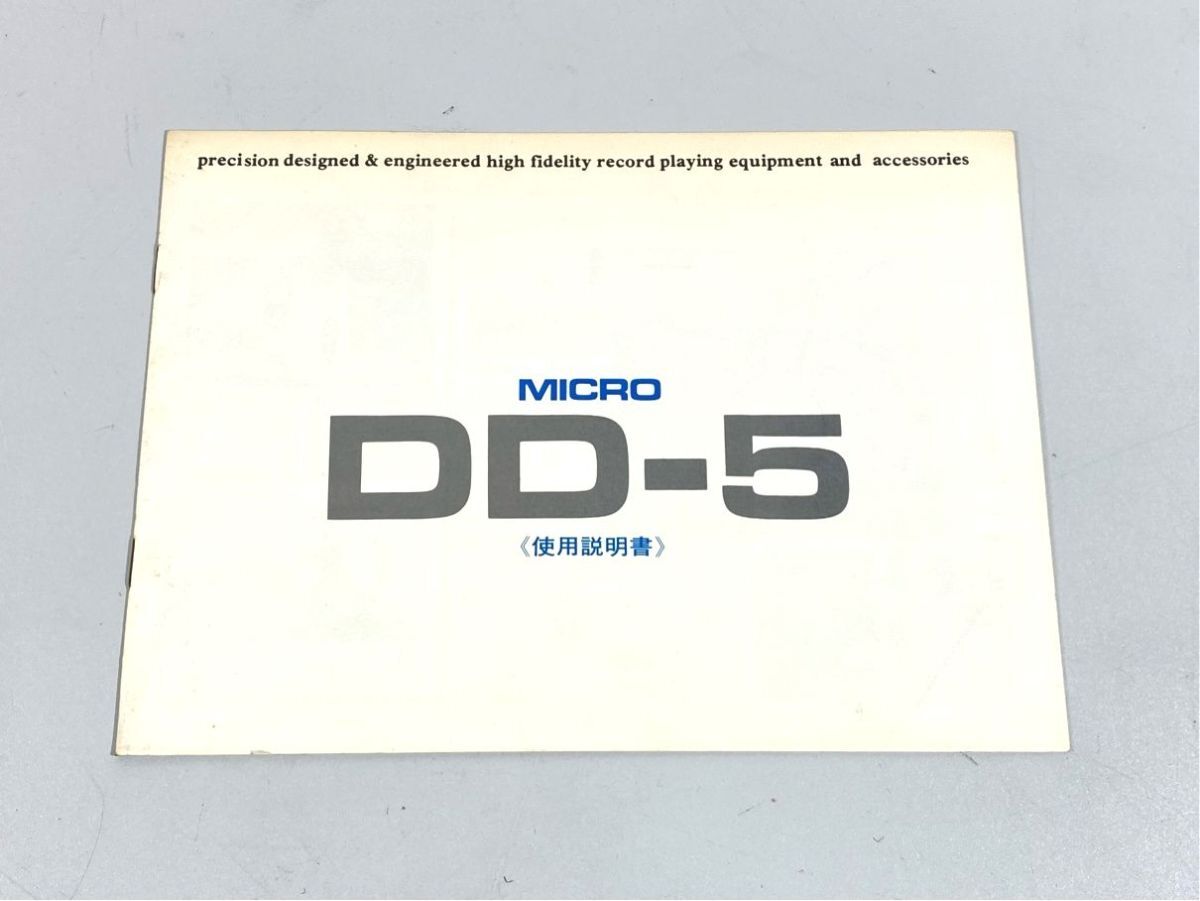 precision designed & engineered high fidelity record playing equipment and accessories
MICRO
DD-5
《使用説明書》